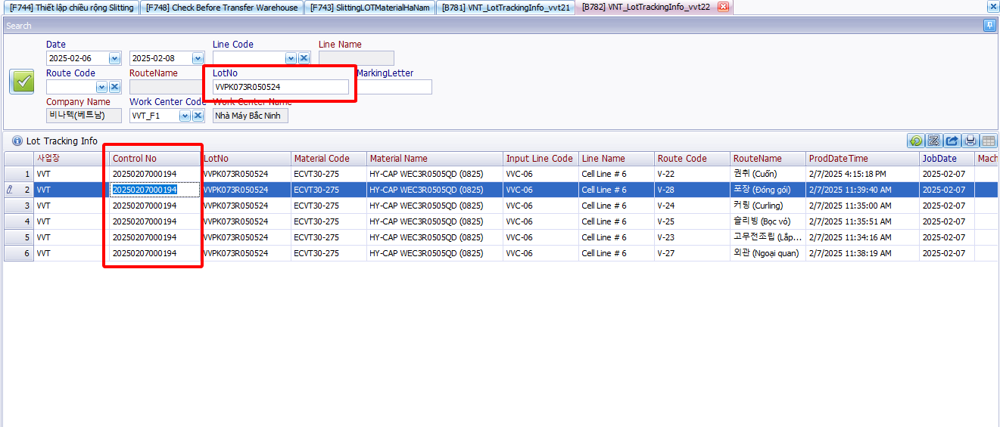 [F744] Thiết lập chiều rộng Slitting [F748] Check Before Transfer Warehouse [F743] SlittingLOTMaterialHaNam [B781] VNT_LotTrackingInfo_vvt21 [B782] VNT_LotTrackingInfo_vvt22
Search
Date Line Code Line Name
2025-02-06 2025-02-08
Route Code RouteName LotNo MarkingLetter
VVPK073R050524
Company Name Work Center Code Work Center Name
비나텍(베트남) VVT_F1 Nhà Máy Bắc Ninh
Lot Tracking Info
사업장 Control No LotNo Material Code Material Name Input Line Code Line Name Route Code RouteName ProdDateTime JobDate Mach
1 VVT 20250207000194 VVPK073R050524 ECVT30-275 HY-CAP WEC3R0505QD (0825) VVC-06 Cell Line # 6 V-22 권취 (Cuốn) 2/7/2025 4:15:18 PM 2025-02-07
2 VVT 20250207000194 VVPK073R050524 ECVT30-275 HY-CAP WEC3R0505QD (0825) VVC-06 Cell Line # 6 V-28 포장 (Đóng gói) 2/7/2025 11:39:40 AM 2025-02-07
3 VVT 20250207000194 VVPK073R050524 ECVT30-275 HY-CAP WEC3R0505QD (0825) VVC-06 Cell Line # 6 V-24 커링 (Curling) 2/7/2025 11:35:00 AM 2025-02-07
4 VVT 20250207000194 VVPK073R050524 ECVT30-275 HY-CAP WEC3R0505QD (0825) VVC-06 Cell Line # 6 V-25 슬리빙 (Bọc vỏ) 2/7/2025 11:35:51 AM 2025-02-07
5 VVT 20250207000194 VVPK073R050524 ECVT30-275 HY-CAP WEC3R0505QD (0825) VVC-06 Cell Line # 6 V-23 고무전조립 (Lắp... 2/7/2025 11:34:16 AM 2025-02-07
6 VVT 20250207000194 VVPK073R050524 ECVT30-275 HY-CAP WEC3R0505QD (0825) VVC-06 Cell Line # 6 V-27 외관 (Ngoại quan) 2/7/2025 11:38:19 AM 2025-02-07